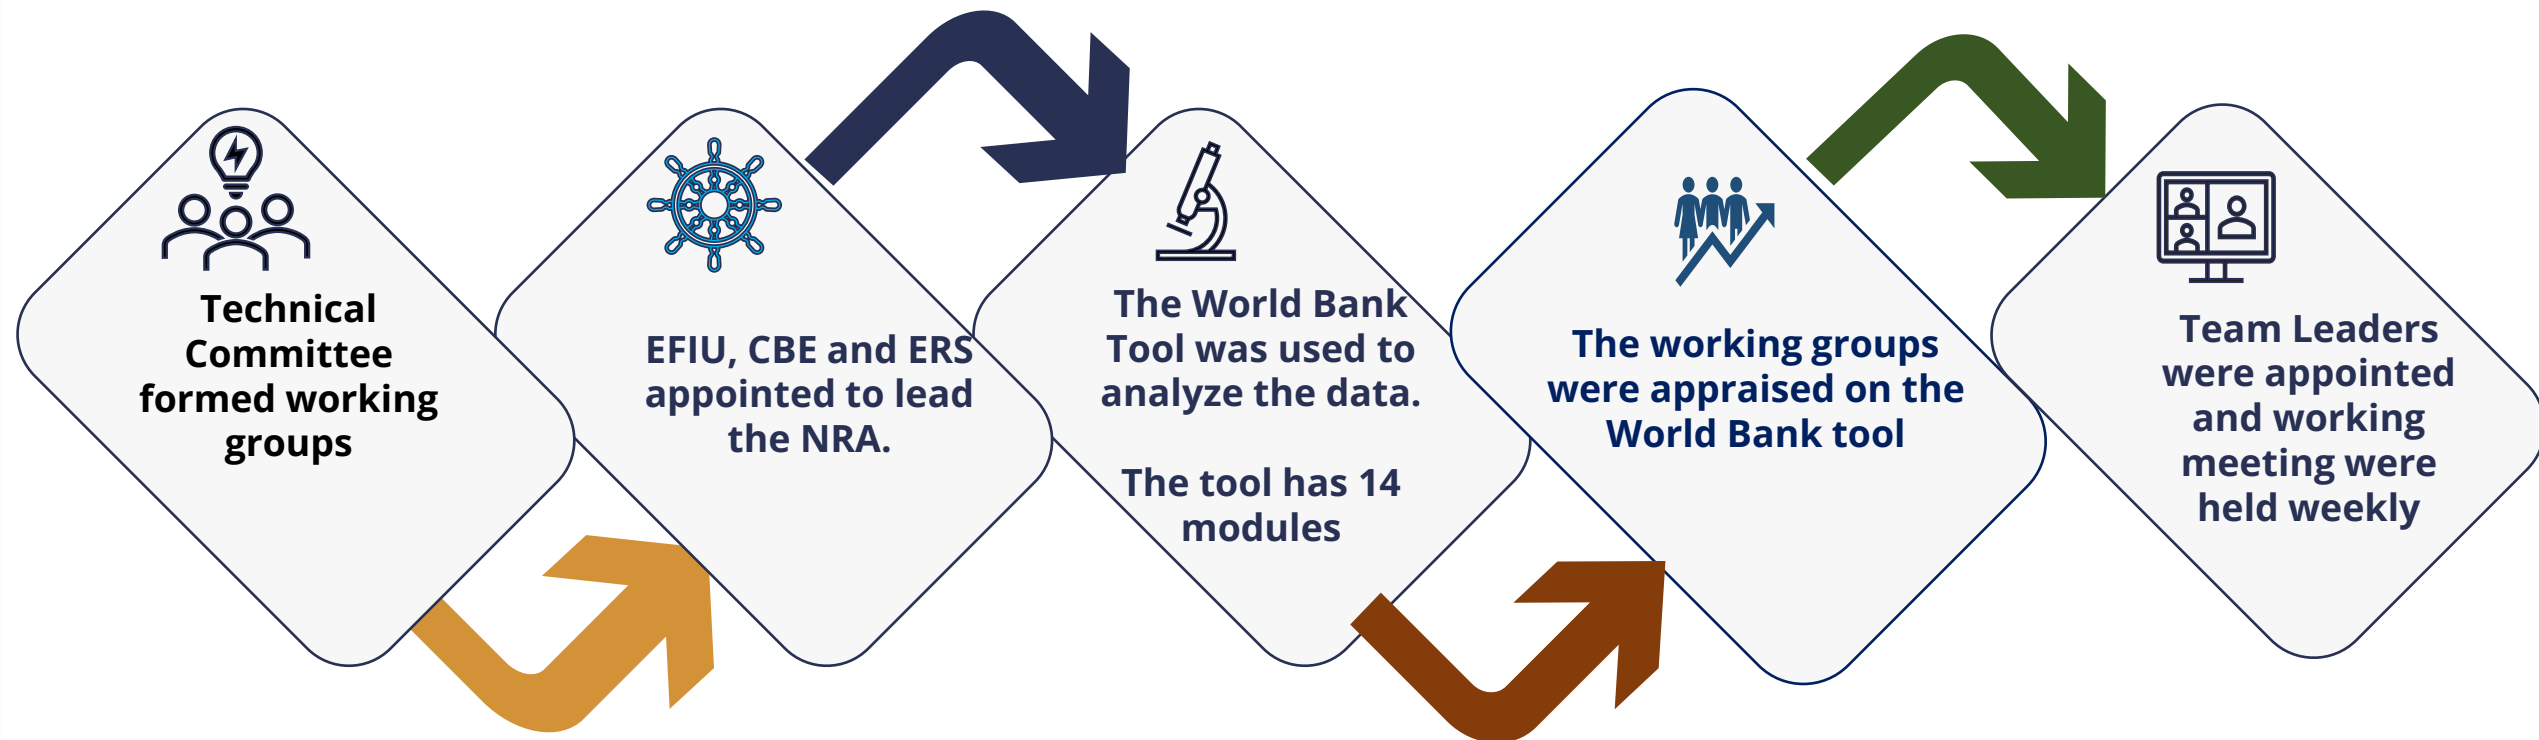 Technical
Committee
formed working
groups
EFIU, CBE and ERS
appointed to lead
the NRA.
The World Bank
Tool was used to
analyze the data.
The tool has 14
modules
The working groups
were appraised on the
World Bank tool
Team Leaders
were appointed
and working
meeting were
held weekly